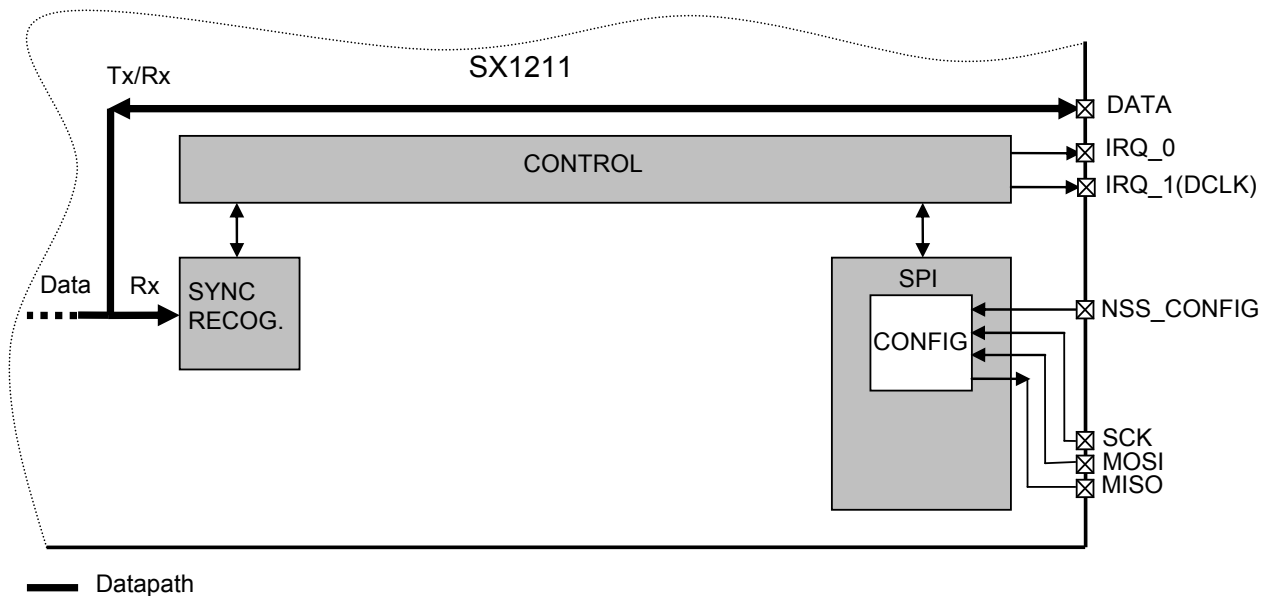 SX1211
Tx/Rx
DATA
IRQ_0
CONTROL
IRQ_1(DCLK)
Data
Rx
SYNC
RECOG.
SPI
NSS_CONFIG
CONFIG
SCK
MOSI
MISO
Datapath